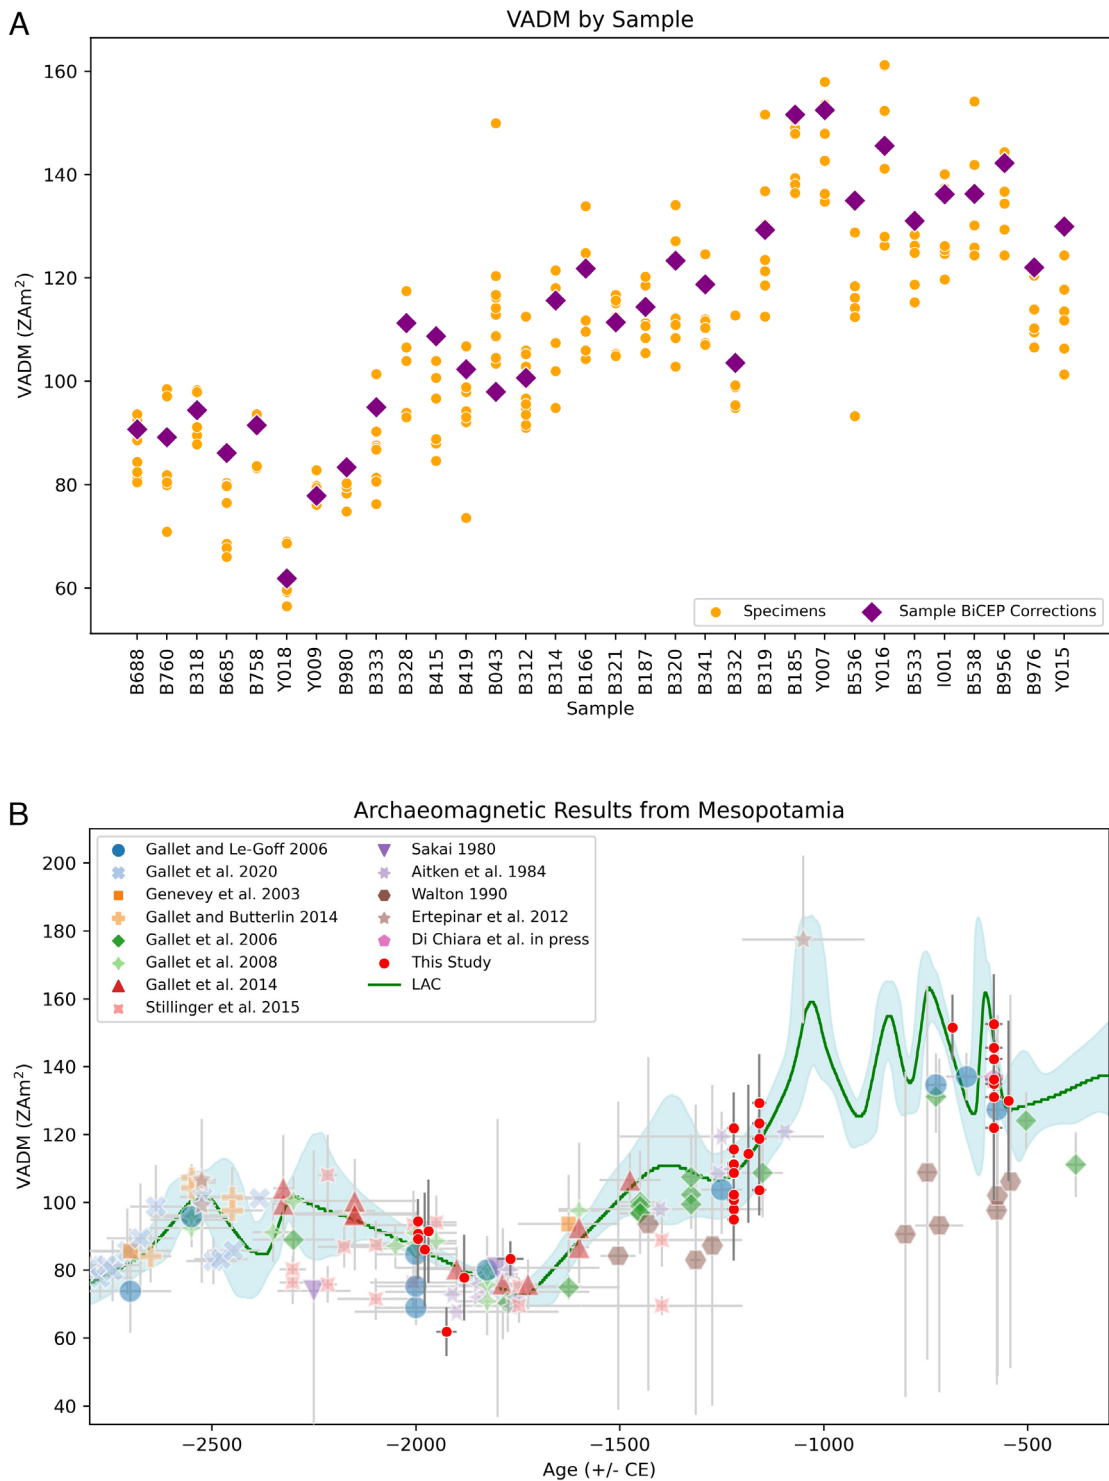 A
VADM by Sample
VADM (ZAm²)
160
140
120
100
80
60
Specimens
Sample BiCEP Corrections
B688
B760
B318
B685
B758
Y018
Y009
B980
B333
B328
B415
B419
B043
B312
B314
B166
B321
B187
B320
B341
B332
B319
B185
Y007
B536
Y016
B533
I001
B538
B956
B976
Y015
Sample
B
Archaeomagnetic Results from Mesopotamia
VADM (ZAm²)
200
180
160
140
120
100
80
60
40
Gallet and Le-Goff 2006
Gallet et al. 2020
Genevey et al. 2003
Gallet and Butterlin 2014
Gallet et al. 2006
Gallet et al. 2008
Gallet et al. 2014
Stillinger et al. 2015
Sakai 1980
Aitken et al. 1984
Walton 1990
Ertepinar et al. 2012
Di Chiara et al. in press
This Study
LAC
−2500
−2000
−1500
−1000
−500
Age (+/- CE)